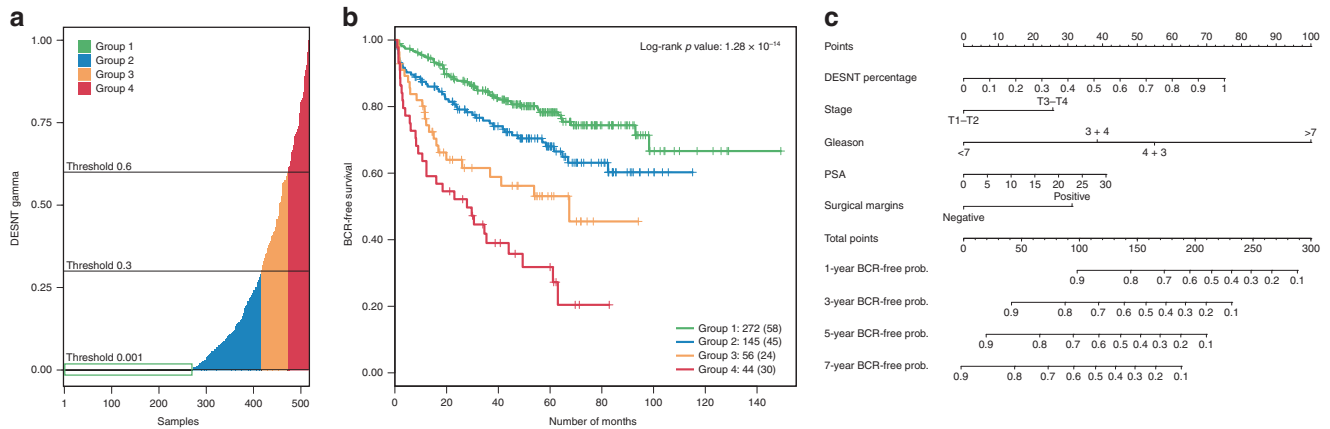 a
1.00
0.75
0.50
0.25
0.00
DESNT gamma
Group 1
Group 2
Group 3
Group 4
Threshold 0.6
Threshold 0.3
Threshold 0.001
1 100 200 300 400 500
Samples
b
1.00
0.80
0.60
0.40
0.20
0.00
BCR-free survival
Log-rank p value: 1.28 × 10⁻¹⁴
Group 1: 272 (58)
Group 2: 145 (45)
Group 3: 56 (24)
Group 4: 44 (30)
0 20 40 60 80 100 120 140
Number of months
c
Points
0 10 20 30 40 50 60 70 80 90 100
DESNT percentage
0 0.1 0.2 0.3 0.4 0.5 0.6 0.7 0.8 0.9 1
Stage
T3–T4
T1–T2
Gleason
3 + 4 >7
<7 4 + 3
PSA
0 5 10 15 20 25 30
Surgical margins
Positive
Negative
Total points
0 50 100 150 200 250 300
1-year BCR-free prob.
0.9 0.8 0.7 0.6 0.5 0.4 0.3 0.2 0.1
3-year BCR-free prob.
0.9 0.8 0.7 0.6 0.5 0.4 0.3 0.2 0.1
5-year BCR-free prob.
0.9 0.8 0.7 0.6 0.5 0.4 0.3 0.2 0.1
7-year BCR-free prob.
0.9 0.8 0.7 0.6 0.5 0.4 0.3 0.2 0.1